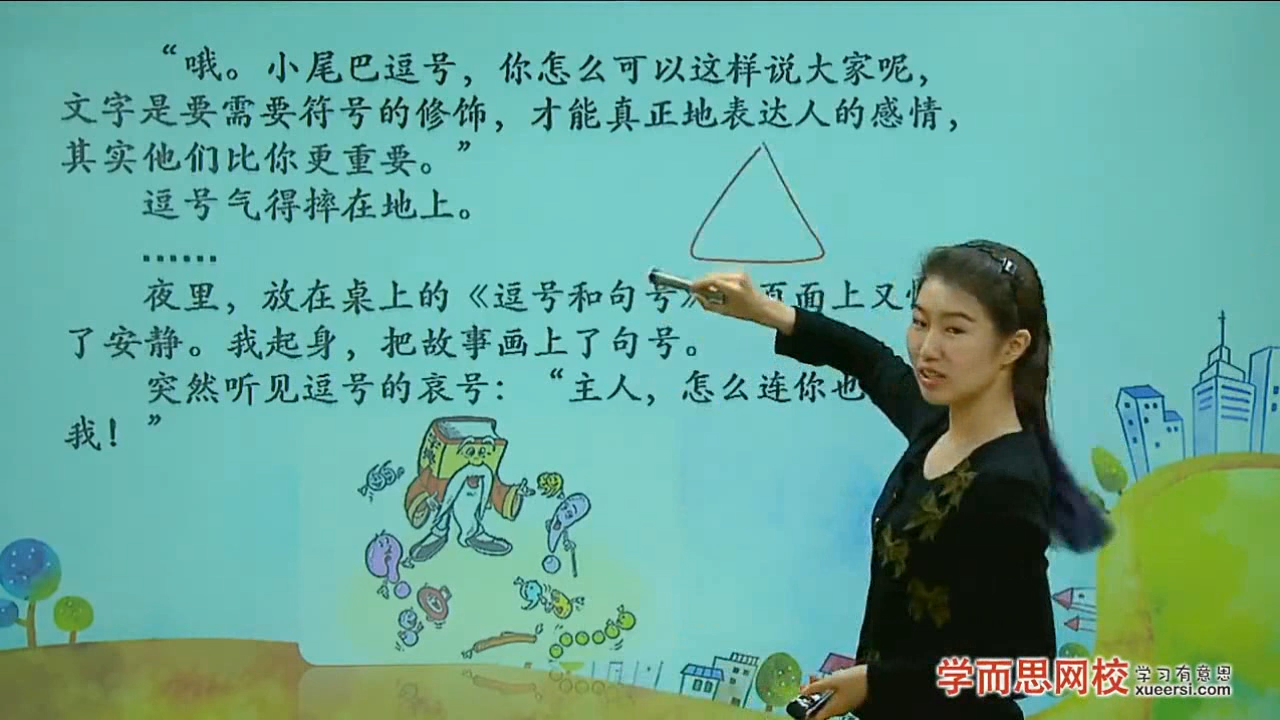 “哦。小尾巴逗号，你怎么可以这样说大家呢，
文字是要需要符号的修饰，才能真正地表达人的感情，
其实他们比你更重要。”
逗号气得摔在地上。
……
夜里，放在桌上的《逗号和句号》 页面上又
了安静。我起身，把故事画上了句号。
突然听见逗号的哀号：“主人，怎么连你也
我！”
学而思网校 学习有意思
xueersi.com